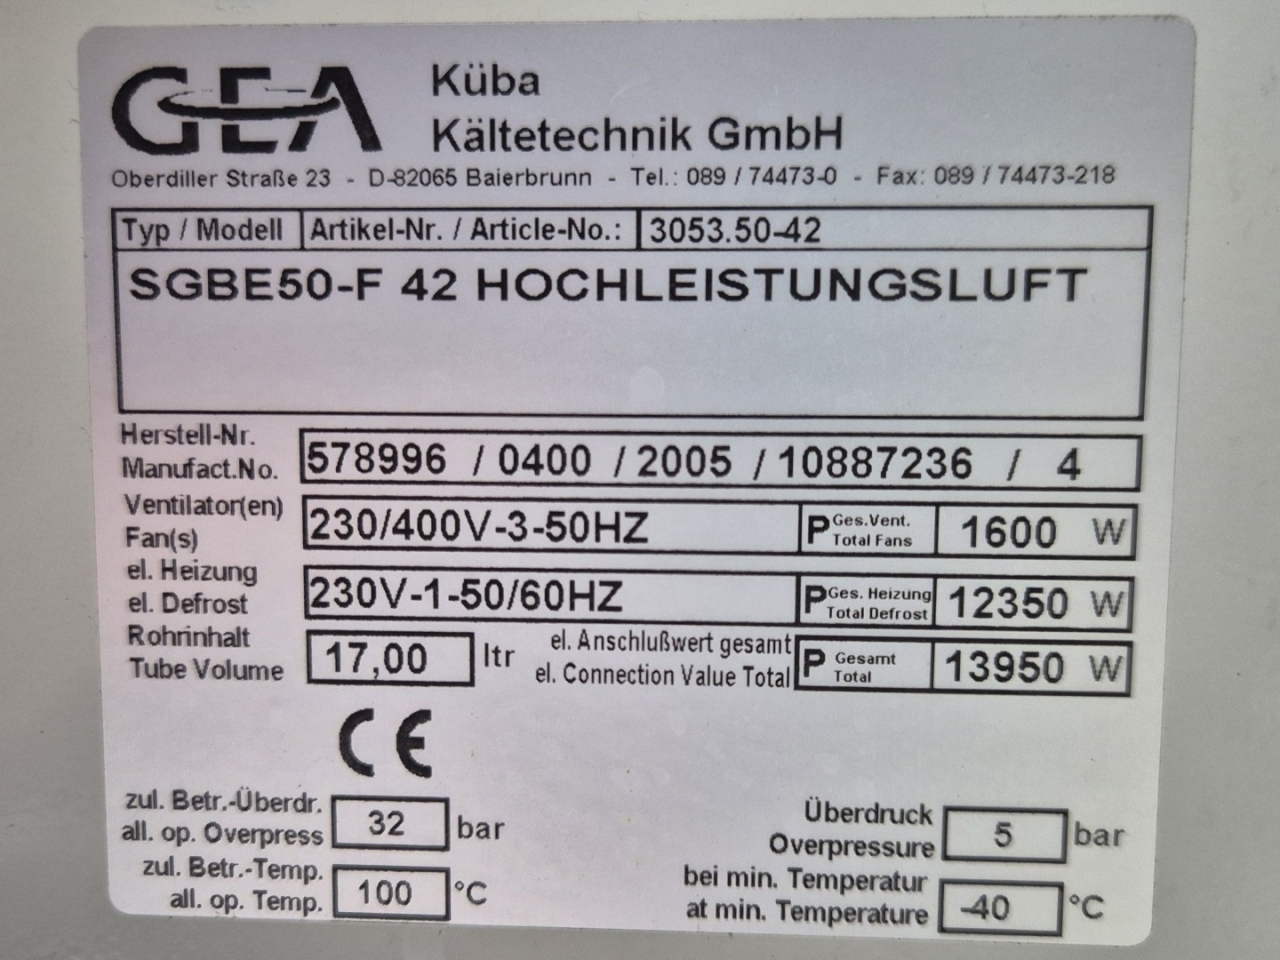 GEA Küba
Kältetechnik GmbH
Oberdiller Straße 23 - D-82065 Baierbrunn - Tel.: 089 / 74473-0 - Fax: 089 / 74473-218
Typ / Modell Artikel-Nr. / Article-No.: 3053.50-42
SGBE50-F 42 HOCHLEISTUNGSLUFT
Herstell-Nr.
Manufact.No. 578996 / 0400 / 2005 / 10887236 / 4
Ventilator(en)
Fan(s) 230/400V-3-50HZ P Ges.Vent. Total Fans 1600 W
el. Heizung
el. Defrost 230V-1-50/60HZ P Ges. Heizung Total Defrost 12350 W
Rohrinhalt
Tube Volume 17,00 ltr
el. Anschlußwert gesamt
el. Connection Value Total P Gesamt Total 13950 W
CE
zul. Betr.-Überdr.
all. op. Overpress 32 bar
zul. Betr.-Temp.
all. op. Temp. 100 °C
Überdruck
Overpressure 5 bar
bei min. Temperatur
at min. Temperature -40 °C